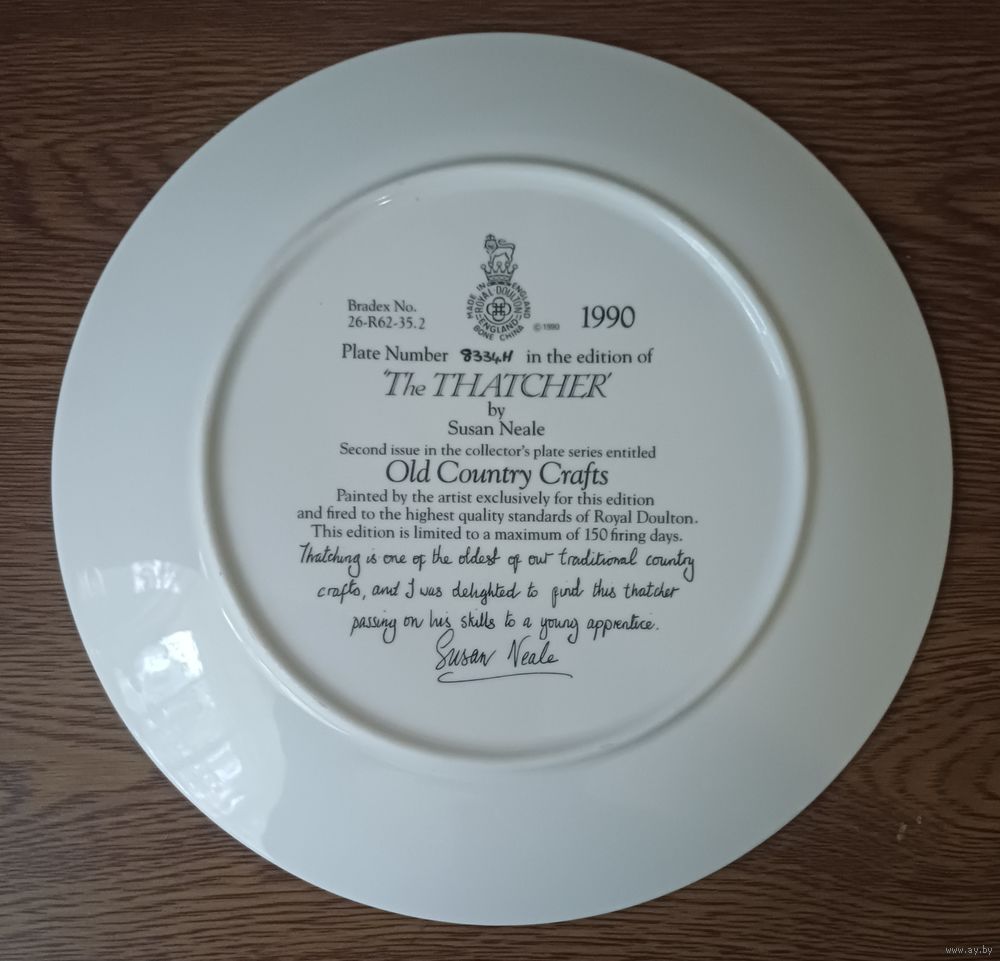 MADE IN ENGLAND
ROYAL DOULTON
ENGLAND
BONE CHINA
Bradex No.
26-R62-35.2
©1990
1990
Plate Number 8334H in the edition of
'The THATCHER'
by
Susan Neale
Second issue in the collector's plate series entitled
Old Country Crafts
Painted by the artist exclusively for this edition
and fired to the highest quality standards of Royal Doulton.
This edition is limited to a maximum of 150 firing days.
Thatching is one of the oldest of our traditional country
crafts, and I was delighted to find this thatcher
passing on his skills to a young apprentice.
Susan Neale
www.ay.by